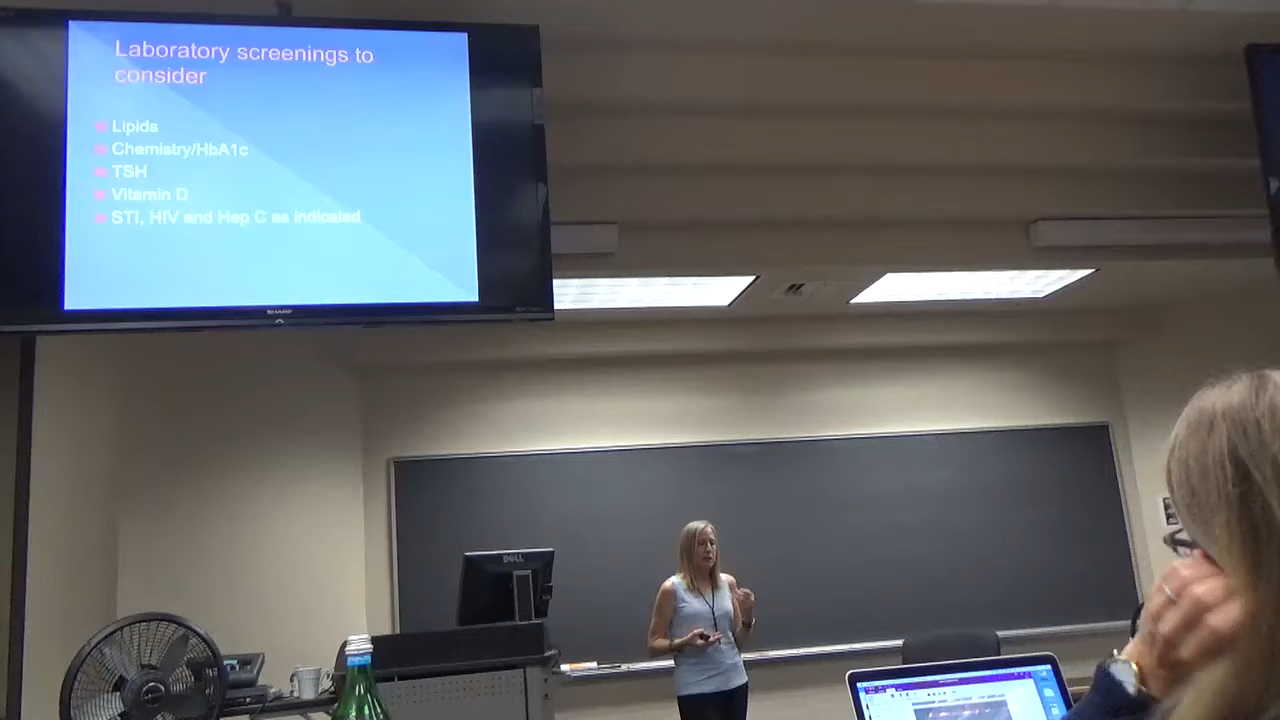 Laboratory screenings to
consider
Lipids
Chemistry/HbA1c
TSH
Vitamin D
STI, HIV and Hep C as indicated
SHARP
DELL